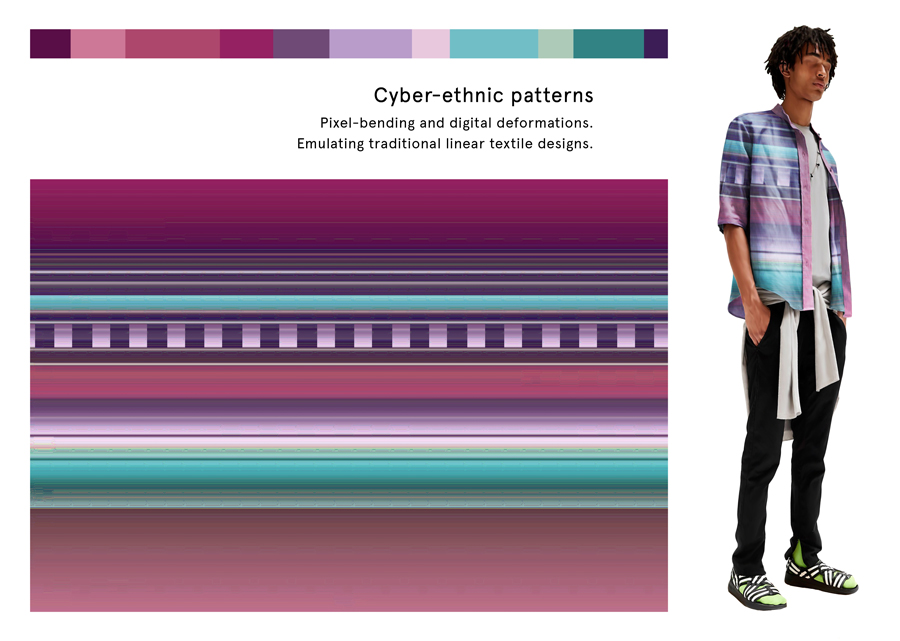 Cyber-ethnic patterns
Pixel-bending and digital deformations.
Emulating traditional linear textile designs.